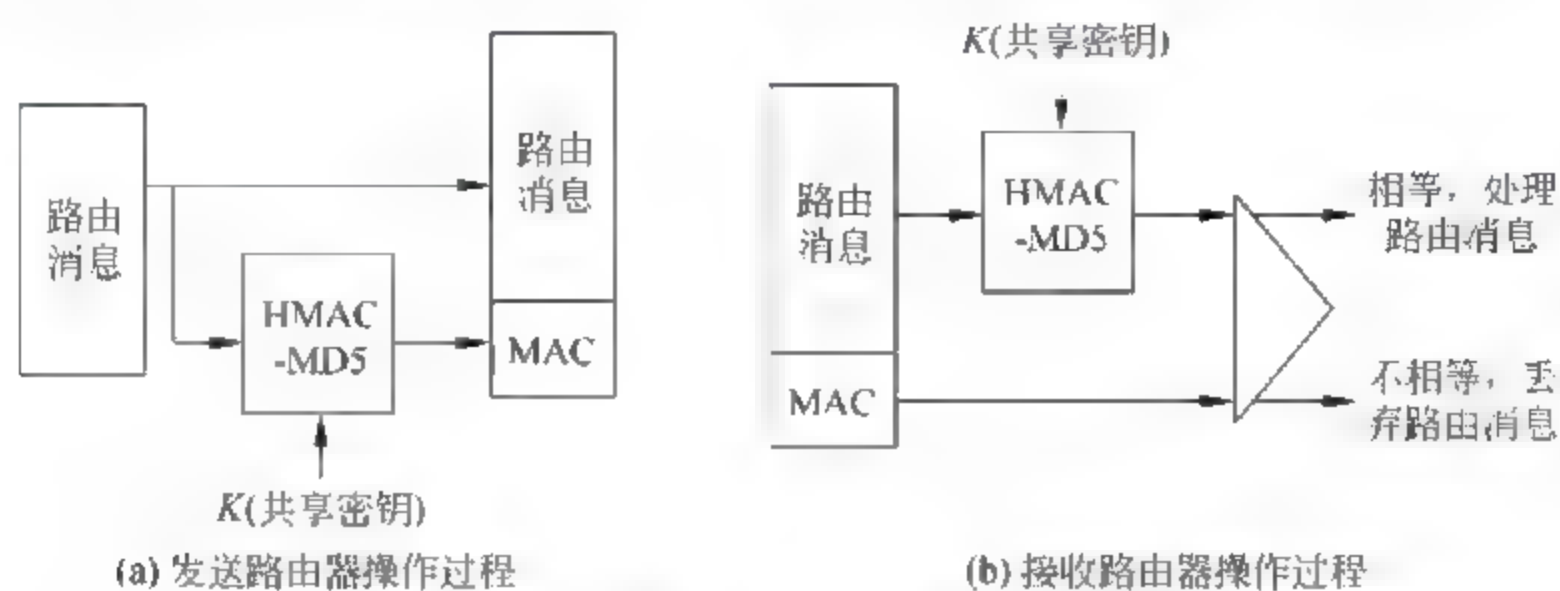 路由
消息
HMAC
-MD5
K(共享密钥)
路由
消息
MAC
(a) 发送路由器操作过程
K(共享密钥)
路由
消息
HMAC
-MD5
MAC
相等，处理
路由消息
不相等，丢
弃路由消息
(b) 接收路由器操作过程